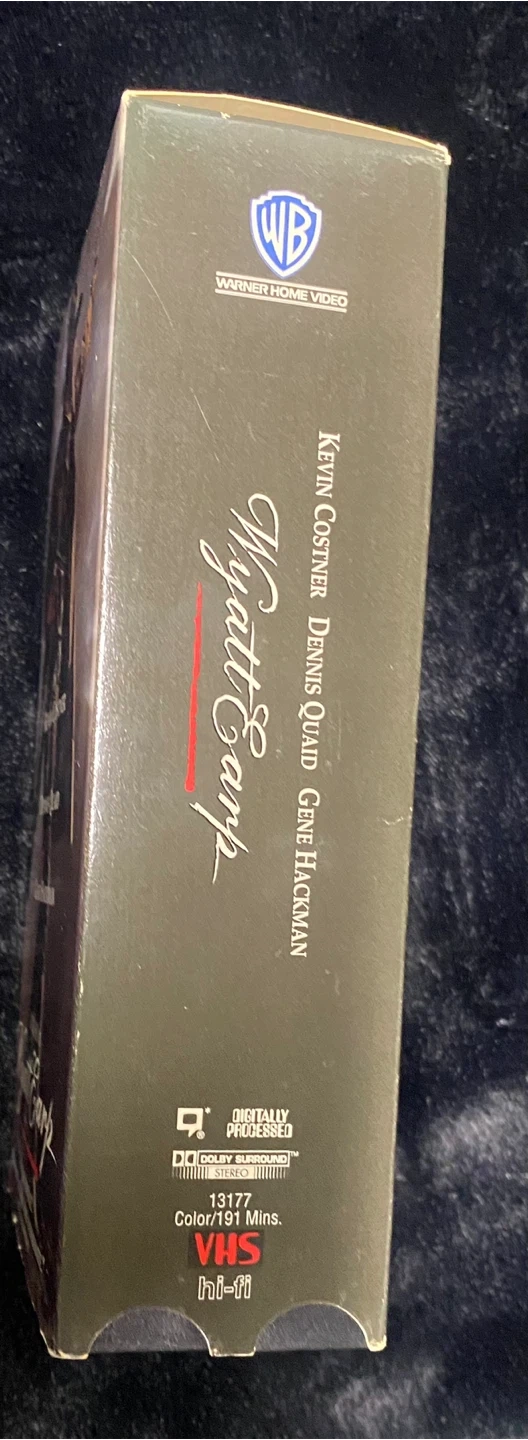 WB
WARNER HOME VIDEO
KEVIN COSTNER DENNIS QUAID GENE HACKMAN
Wyatt Earp
DIGITALLY
PROCESSED
DOLBY SURROUND™
STEREO
13177
Color/191 Mins.
VHS
hi-fi